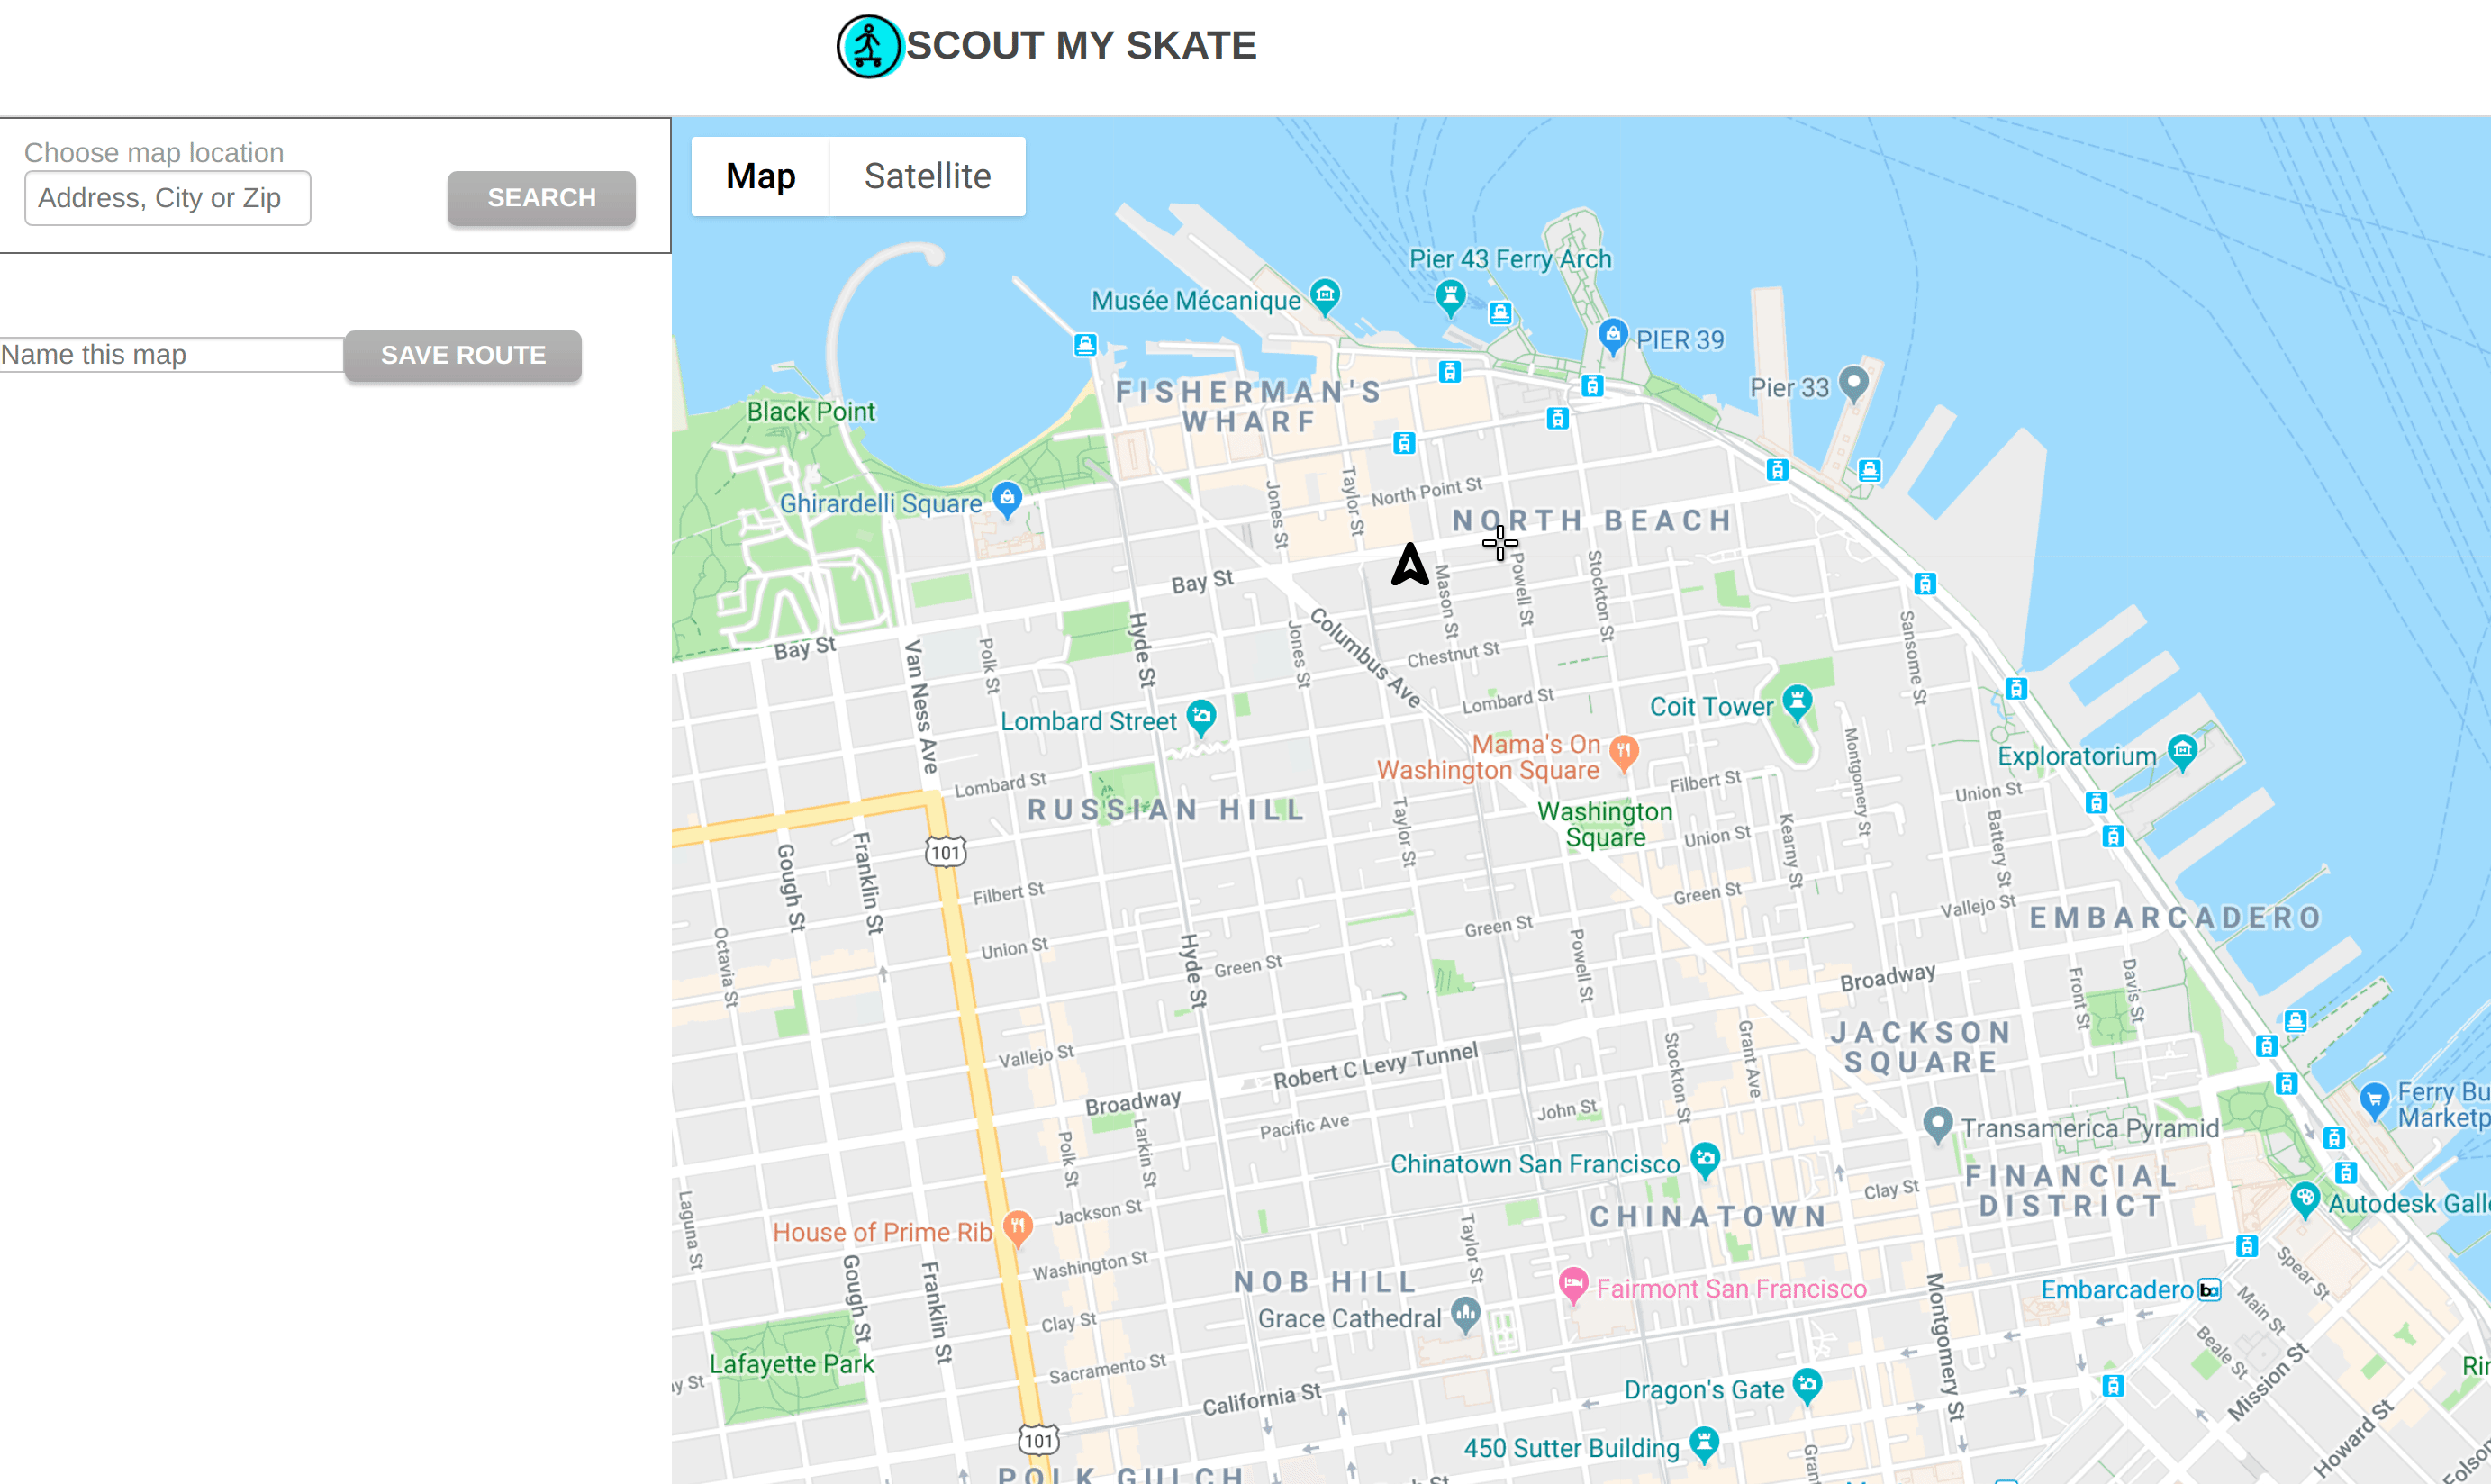 SCOUT MY SKATE
Choose map location
Address, City or Zip
SEARCH
Name this map
SAVE ROUTE
Map
Satellite
Pier 43 Ferry Arch
Musée Mécanique
PIER 39
Pier 33
FISHERMAN'S
WHARF
Black Point
Ghirardelli Square
Jones St
Taylor St
North Point St
NORTH BEACH
Bay St
Mason St
Powell St
Stockton St
Columbus Ave
Hyde St
Bay St
Van Ness Ave
Polk St
Jones St
Chestnut St
Sansome St
Lombard St
Coit Tower
Lombard Street
Mama's On
Washington Square
Montgomery St
Exploratorium
Filbert St
Union St
Lombard St
RUSSIAN HILL
Taylor St
Washington
Square
Union St
Kearny St
Battery St
101
Gough St
Franklin St
Filbert St
Green St
Vallejo St
EMBARCADERO
Green St
Octavia St
Union St
Hyde St
Green St
Powell St
Broadway
Front St
Davis St
JACKSON
SQUARE
Vallejo St
Robert C Levy Tunnel
Stockton St
Grant Ave
Broadway
Pacific Ave
John St
Ferry Bu
Marketp
Transamerica Pyramid
Polk St
Larkin St
Chinatown San Francisco
FINANCIAL
DISTRICT
Clay St
Laguna St
Jackson St
CHINATOWN
Autodesk Gall
House of Prime Rib
Taylor St
Washington St
Gough St
Franklin St
NOB HILL
Fairmont San Francisco
Embarcadero
ba
Spear St
Main St
Grace Cathedral
Clay St
Montgomery St
Beale St
Mission St
Lafayette Park
Sacramento St
California St
ay St
Dragon's Gate
Rin
Howard St
101
450 Sutter Building
Grant
Folsom
POLK GULCH
h St